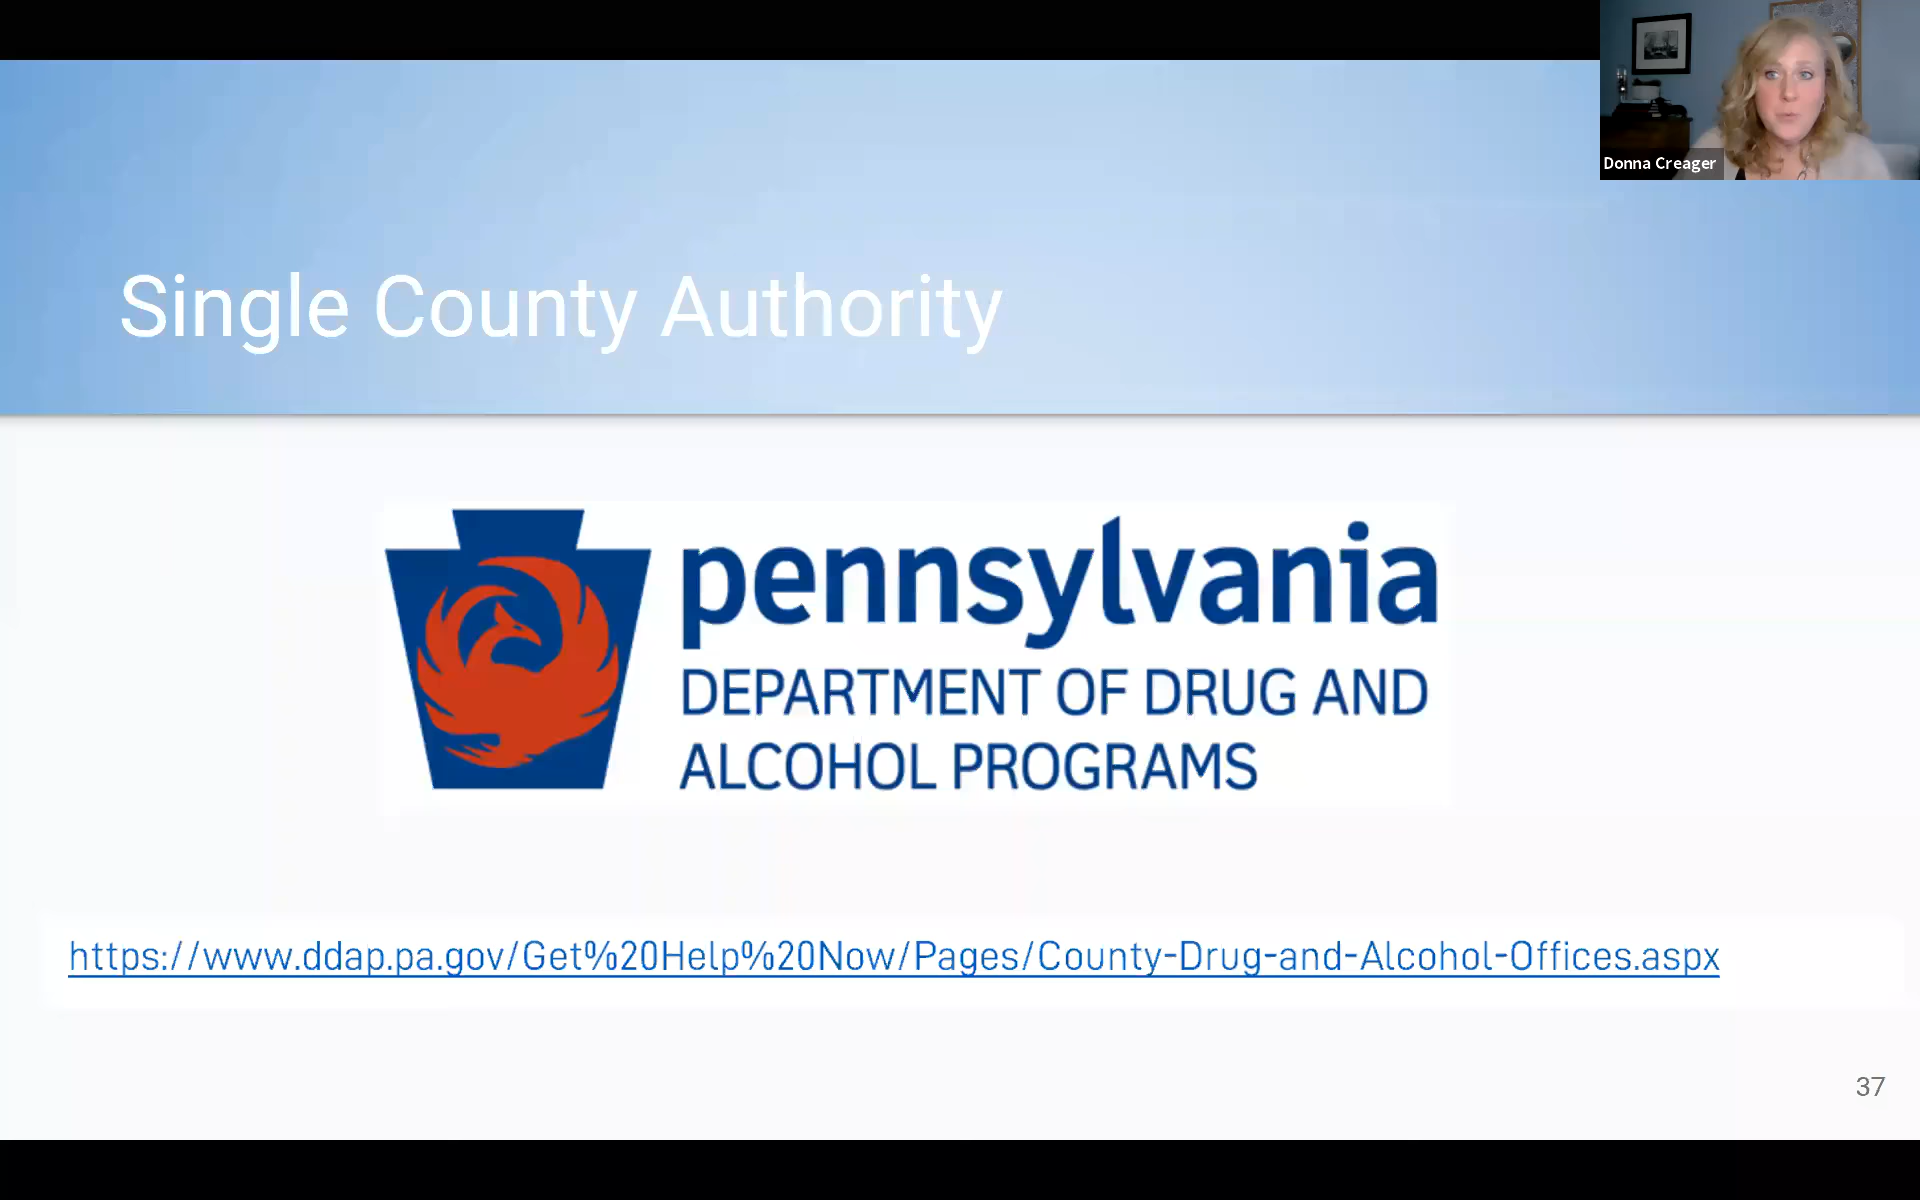 Donna Creager
Single County Authority
pennsylvania
DEPARTMENT OF DRUG AND
ALCOHOL PROGRAMS
https://www.ddap.pa.gov/Get%20Help%20Now/Pages/County-Drug-and-Alcohol-Offices.aspx
37